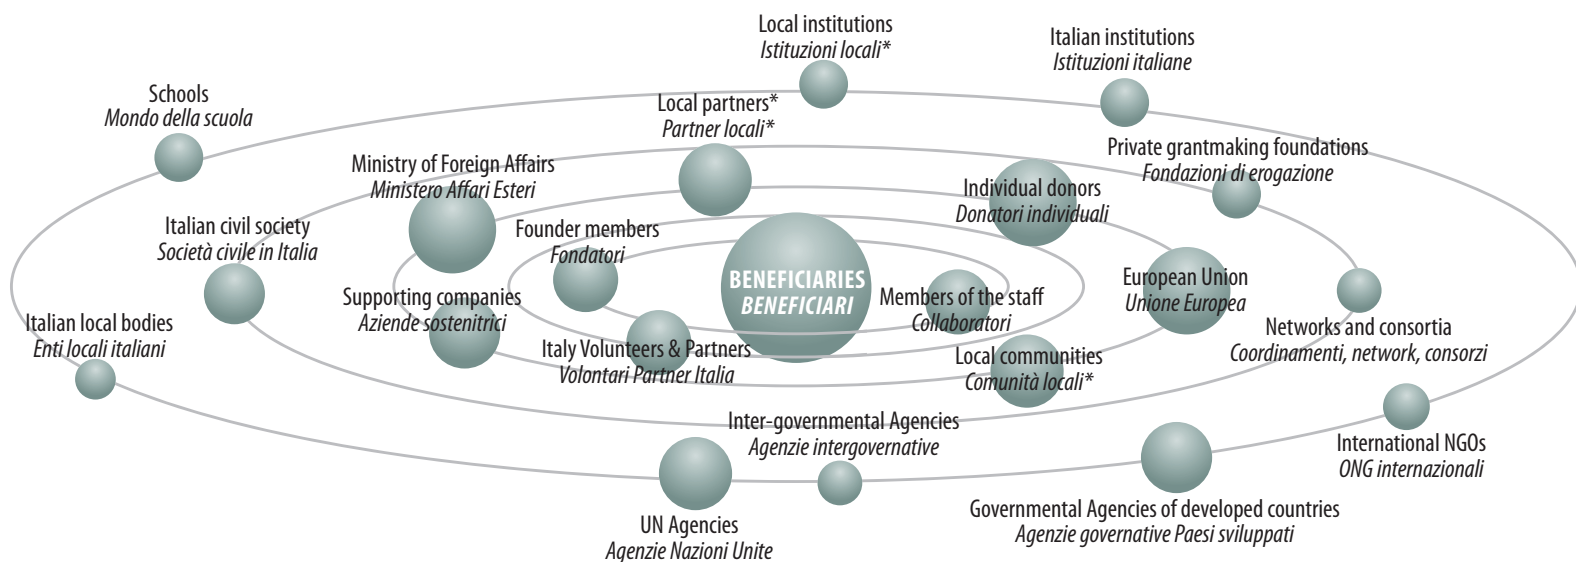 Local institutions
Istituzioni locali*
Italian institutions
Istituzioni italiane
Schools
Mondo della scuola
Local partners*
Partner locali*
Private grantmaking foundations
Fondazioni di erogazione
Ministry of Foreign Affairs
Ministero Affari Esteri
Individual donors
Donatori individuali
Italian civil society
Società civile in Italia
Founder members
Fondatori
BENEFICIARIES
BENEFICIARI
European Union
Unione Europea
Members of the staff
Collaboratori
Supporting companies
Aziende sostenitrici
Italian local bodies
Enti locali italiani
Networks and consortia
Coordinamenti, network, consorzi
Italy Volunteers & Partners
Volontari Partner Italia
Local communities
Comunità locali*
Inter-governmental Agencies
Agenzie intergovernative
International NGOs
ONG internazionali
Governmental Agencies of developed countries
Agenzie governative Paesi sviluppati
UN Agencies
Agenzie Nazioni Unite